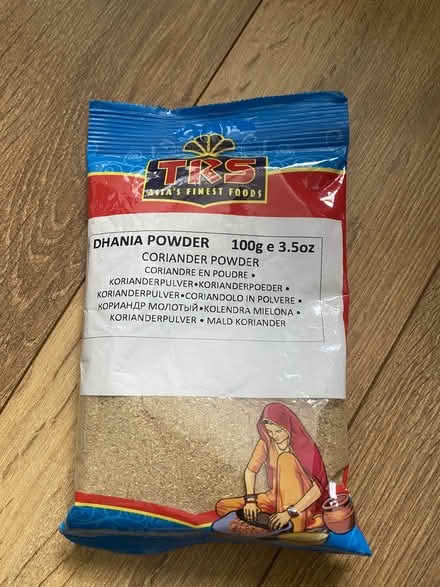 TRS
ASIA'S FINEST FOODS
DHANIA POWDER 100g e 3.5oz
CORIANDER POWDER
CORIANDRE EN POUDRE •
KORIANDERPULVER•KORIANDERPOEDER •
KORIANDERPULVER•CORIANDOLO IN POLVERE •
КОРИАНДР МОЛОТЫЙ•KOLENDRA MIELONA •
KORIANDERPULVER • MALD KORIANDER